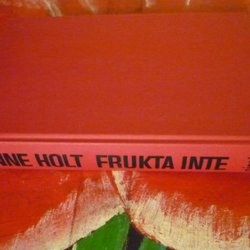 NNE HOLT FRUKTA INTE